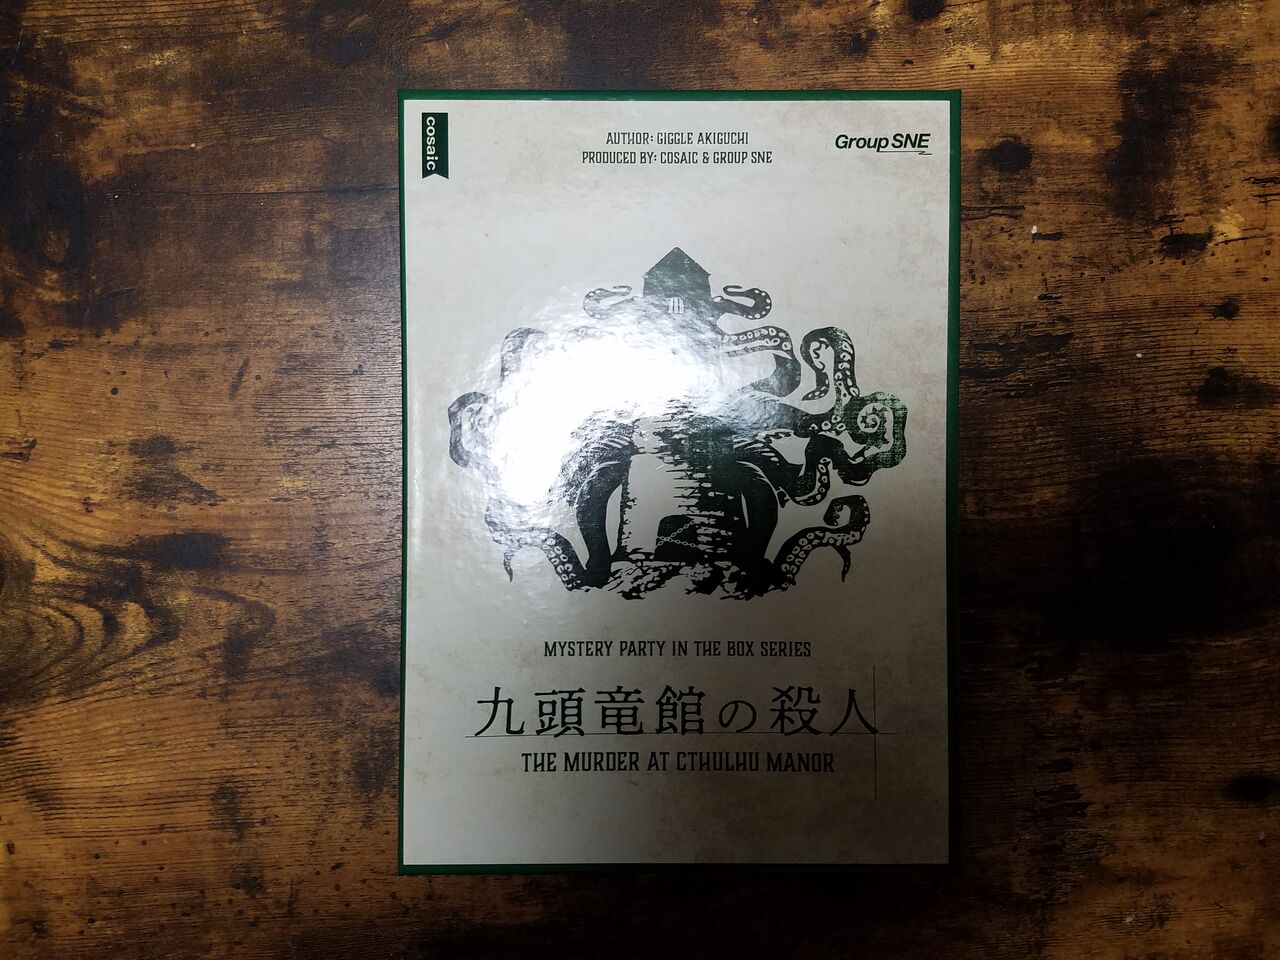 cosaic
AUTHOR: GIGGLE AKIGUCHI
PRODUCED BY: COSAIC & GROUP SNE
Group SNE
MYSTERY PARTY IN THE BOX SERIES
九頭竜館の殺人
THE MURDER AT CTHULHU MANOR